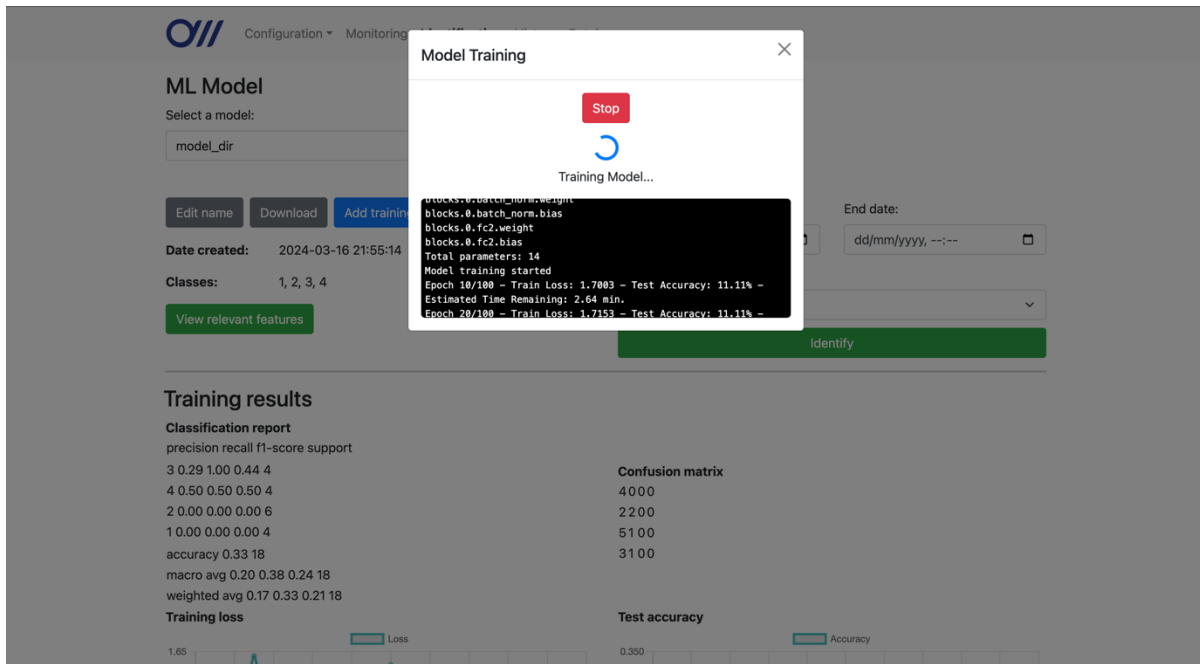 Configuration Monitoring
Model Training
Stop
Training Model...
blocks.0.batch_norm.weight
blocks.0.batch_norm.bias
blocks.0.fc2.weight
blocks.0.fc2.bias
Total parameters: 14
Model training started
Epoch 10/100 – Train Loss: 1.7003 – Test Accuracy: 11.11% –
Estimated Time Remaining: 2.64 min.
Epoch 20/100 – Train Loss: 1.7153 – Test Accuracy: 11.11% –
ML Model
Select a model:
model_dir
Edit name
Download
Add training
Date created: 2024-03-16 21:55:14
Classes: 1, 2, 3, 4
View relevant features
End date:
dd/mm/yyyy, --:--
Identify
Training results
Classification report
precision recall f1-score support
3 0.29 1.00 0.44 4
4 0.50 0.50 0.50 4
2 0.00 0.00 0.00 6
1 0.00 0.00 0.00 4
accuracy 0.33 18
macro avg 0.20 0.38 0.24 18
weighted avg 0.17 0.33 0.21 18
Confusion matrix
4 0 0 0
2 2 0 0
5 1 0 0
3 1 0 0
Training loss
Loss
1.65
Test accuracy
Accuracy
0.350